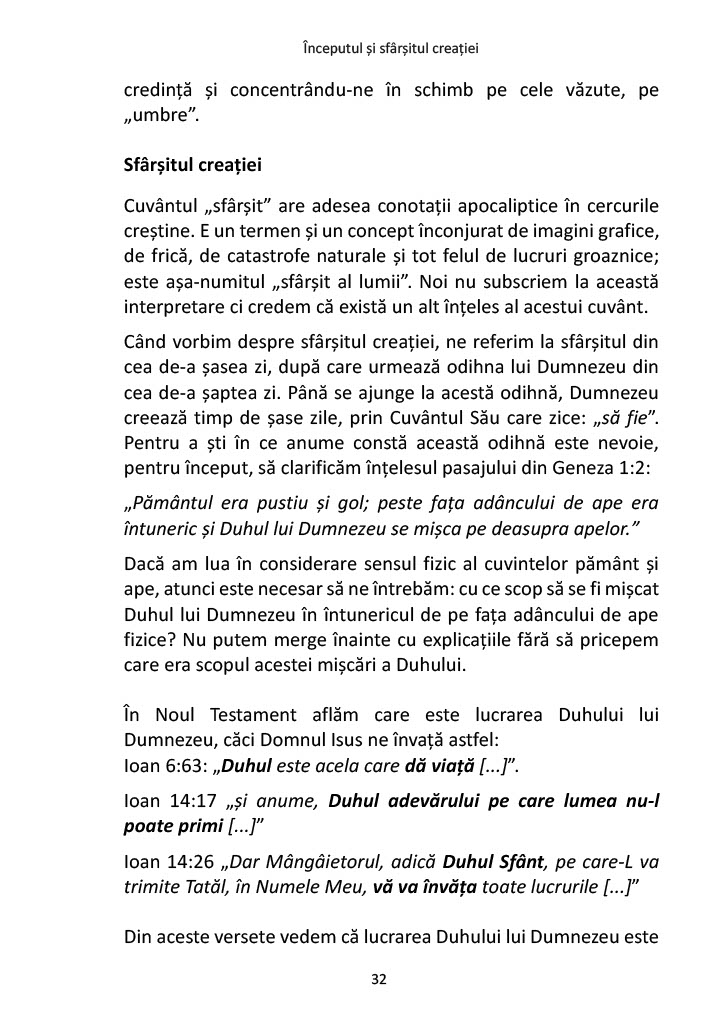 Începutul și sfârșitul creației
credință și concentrându-ne în schimb pe cele văzute, pe
„umbre”.
Sfârșitul creației
Cuvântul „sfârșit” are adesea conotații apocaliptice în cercurile
creștine. E un termen și un concept înconjurat de imagini grafice,
de frică, de catastrofe naturale și tot felul de lucruri groaznice;
este așa-numitul „sfârșit al lumii”. Noi nu subscriem la această
interpretare ci credem că există un alt înțeles al acestui cuvânt.
Când vorbim despre sfârșitul creației, ne referim la sfârșitul din
cea de-a șasea zi, după care urmează odihna lui Dumnezeu din
cea de-a șaptea zi. Până se ajunge la acestă odihnă, Dumnezeu
creează timp de șase zile, prin Cuvântul Său care zice: „să fie”.
Pentru a ști în ce anume constă această odihnă este nevoie,
pentru început, să clarificăm înțelesul pasajului din Geneza 1:2:
„Pământul era pustiu și gol; peste fața adâncului de ape era
întuneric și Duhul lui Dumnezeu se mișca pe deasupra apelor.”
Dacă am lua în considerare sensul fizic al cuvintelor pământ și
ape, atunci este necesar să ne întrebăm: cu ce scop să se fi mișcat
Duhul lui Dumnezeu în întunericul de pe fața adâncului de ape
fizice? Nu putem merge înainte cu explicațiile fără să pricepem
care era scopul acestei mișcări a Duhului.
În Noul Testament aflăm care este lucrarea Duhului lui
Dumnezeu, căci Domnul Isus ne învață astfel:
Ioan 6:63: „Duhul este acela care dă viață [...]”.
Ioan 14:17 „și anume, Duhul adevărului pe care lumea nu-l
poate primi [...]”
Ioan 14:26 „Dar Mângâietorul, adică Duhul Sfânt, pe care-L va
trimite Tatăl, în Numele Meu, vă va învăța toate lucrurile [...]”
Din aceste versete vedem că lucrarea Duhului lui Dumnezeu este
32